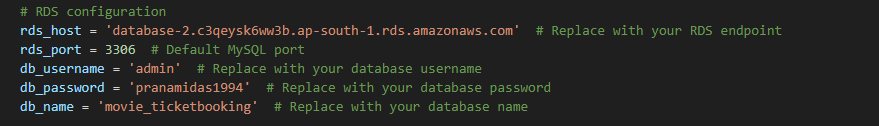 # RDS configuration
rds_host = 'database-2.c3qeysk6ww3b.ap-south-1.rds.amazonaws.com'  # Replace with your RDS endpoint
rds_port = 3306  # Default MySQL port
db_username = 'admin'  # Replace with your database username
db_password = 'pranamidas1994'  # Replace with your database password
db_name = 'movie_ticketbooking'  # Replace with your database name